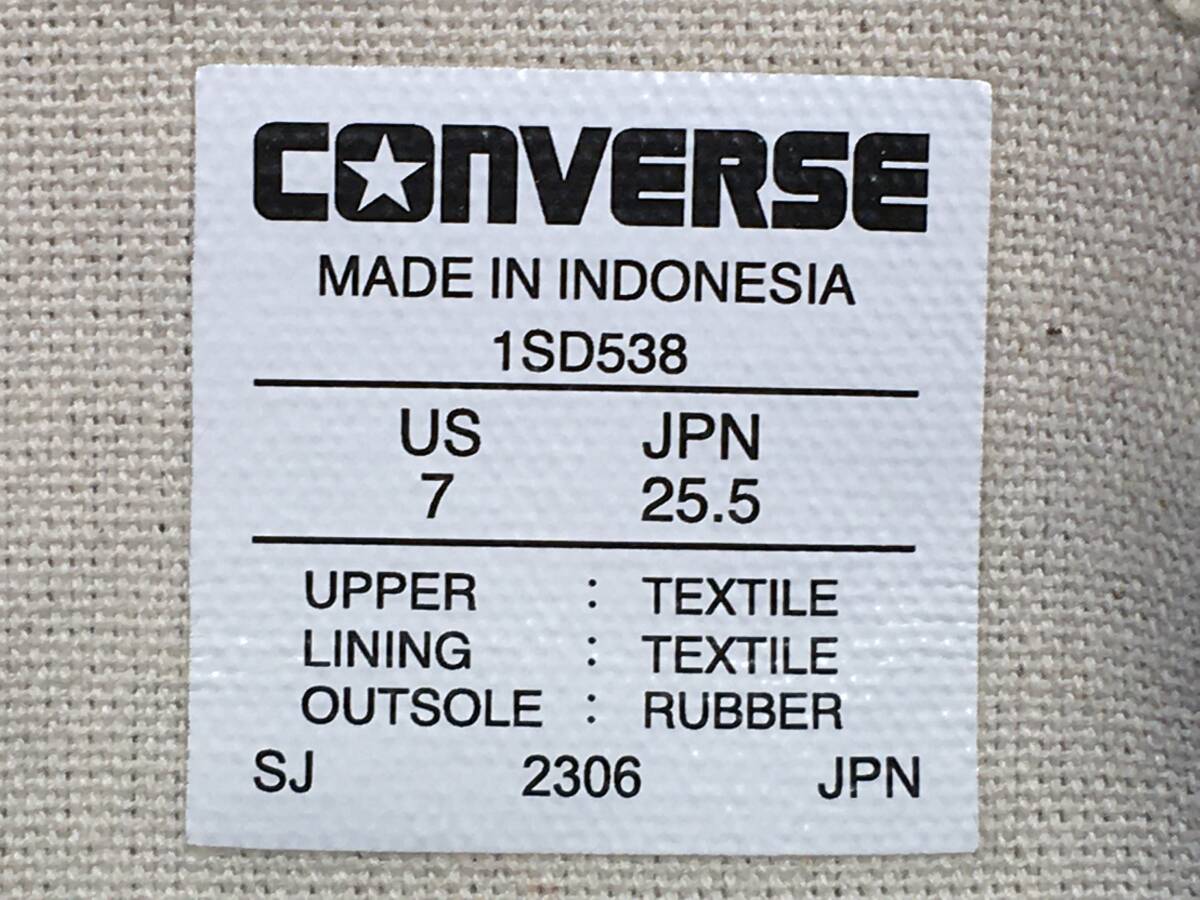 CONVERSE
MADE IN INDONESIA
1SD538
US JPN
7 25.5
UPPER : TEXTILE
LINING : TEXTILE
OUTSOLE : RUBBER
SJ 2306 JPN